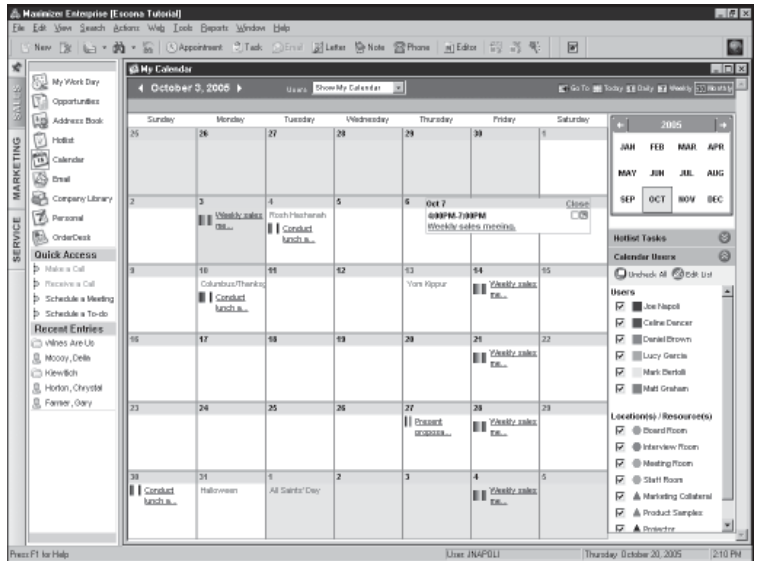 Maximizer Enterprise [Escona Tutorial]
File Edit View Search Actions Web Tools Reports Window Help
New Appointment Task Email Letter Note Phone Editor
My Calendar
October 3, 2005 Users Show My Calendar Go To Today Daily Weekly Monthly
SALES
MARKETING
SERVICE
My Work Day
Opportunities
Address Book
Hotlist
Calendar
Email
Company Library
Personal
OrderDesk
Quick Access
Make a Call
Receive a Call
Schedule a Meeting
Schedule a To-do
Recent Entries
Wines Are Us
Mccoy, Della
Horton, Chrystal
Farmer, Gary
Sunday Monday Tuesday Wednesday Thursday Friday Saturday
25 26 27 28 29 30 1
2 3 4 5 6
Weekly sales me...
Rosh Hashanah
Conduct lunch a...
Oct 7 Close
4:00PM-7:00PM
Weekly sales meeting.
9 10 11 12 13 14 15
Columbus/Thanksg
Conduct lunch a...
Yom Kippur
Weekly sales me...
16 17 18 19 20 21 22
Weekly sales me...
23 24 25 26 27 28 29
Present proposa...
Weekly sales me...
30 31 1 2 3 4 5
Conduct lunch a...
Halloween
All Saints' Day
Weekly sales me...
2005
JAN FEB MAR APR
MAY JUN JUL AUG
SEP OCT NOV DEC
Hotlist Tasks
Calendar Users
Uncheck All Edit List
Users
Joe Napoli
Celine Dancer
Daniel Brown
Lucy Garcia
Mark Bertolli
Matt Graham
Location(s) / Resource(s)
Board Room
Interview Room
Meeting Room
Staff Room
Marketing Collateral
Product Samples
Projector
Press F1 for Help User: JNAPOLI Thursday October 20, 2005 2:10 PM